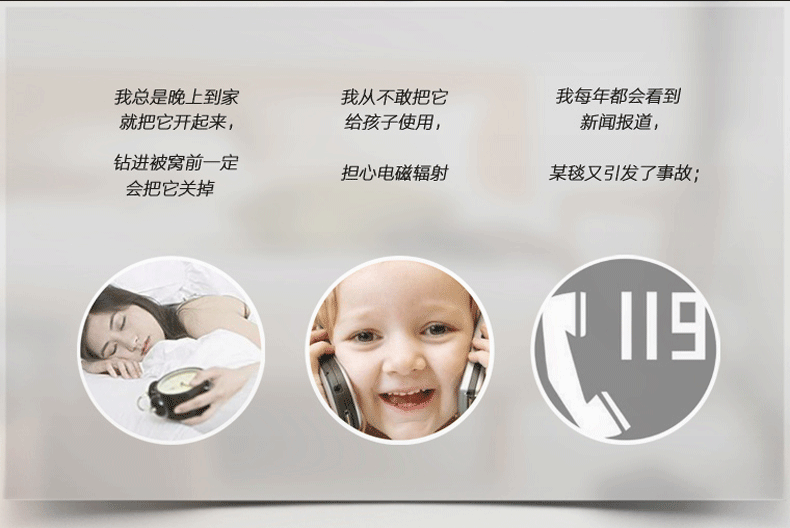 我总是晚上到家
就把它开起来，
钻进被窝前一定
会把它关掉
我从不敢把它
给孩子使用，
担心电磁辐射
我每年都会看到
新闻报道，
某毯又引发了事故；
119